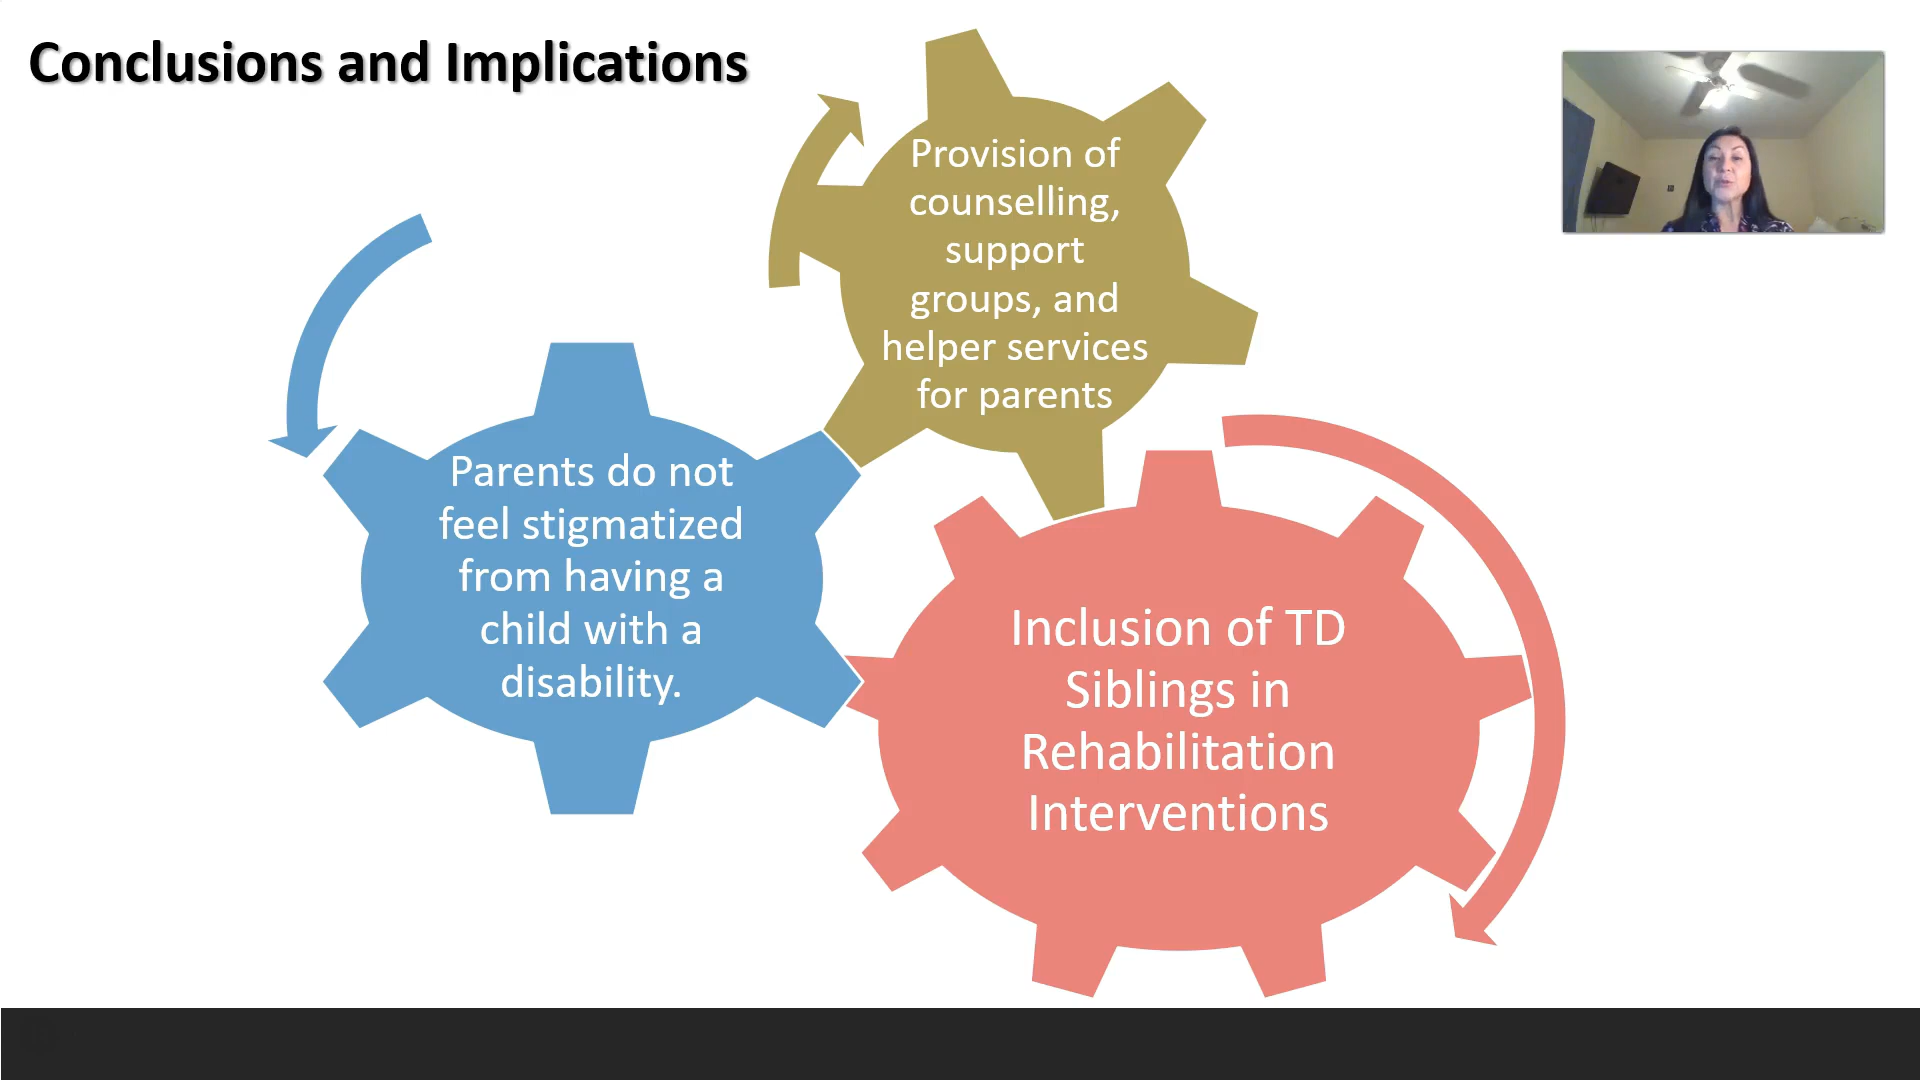 Conclusions and Implications
Provision of
counselling,
support
groups, and
helper services
for parents
Parents do not
feel stigmatized
from having a
child with a
disability.
Inclusion of TD
Siblings in
Rehabilitation
Interventions